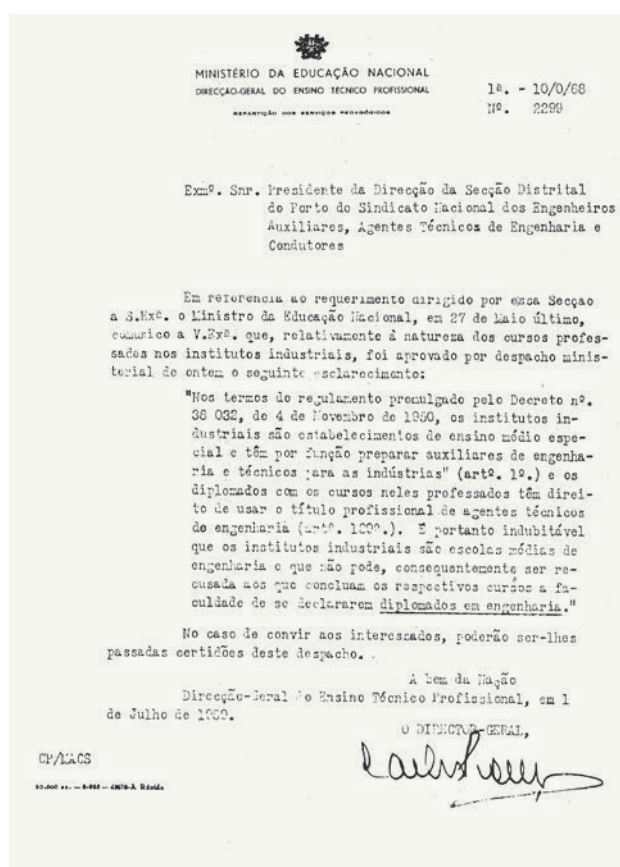 MINISTÉRIO DA EDUCAÇÃO NACIONAL
DIRECÇÃO-GERAL DO ENSINO TÉCNICO PROFISSIONAL
REPARTIÇÃO DOS SERVIÇOS PEDAGÓGICOS
1ª. - 10/0/68
Nº. 2299
Exmº. Snr. Presidente da Direcção da Secção Distrital
do Porto do Sindicato Nacional dos Engenheiros
Auxiliares, Agentes Técnicos de Engenharia e
Condutores
Em referencia ao requerimento dirigido por essa Secção
a S.Exª. o Ministro da Educação Nacional, em 27 de Maio último,
comunico a V.Exª. que, relativamente à natureza dos cursos profes-
sados nos institutos industriais, foi aprovado por despacho minis-
terial de ontem o seguinte esclarecimento:
"Nos termos do regulamento promulgado pelo Decreto nº.
38 032, de 4 de Novembro de 1950, os institutos in-
dustriais são estabelecimentos de ensino médio espe-
cial e têm por função preparar auxiliares de engenha-
ria e técnicos para as indústrias" (artº. 1º.) e os
diplomados com os cursos neles professados têm direi-
to de usar o título profissional de agentes técnicos
de engenharia (artº. ). E portanto indubitável
que os institutos industriais são escolas médias de
engenharia e que não pode, consequentemente ser re-
cusada aos que concluam os respectivos cursos a fa-
culdade de se declararem diplomados em engenharia."
No caso de convir aos interessados, poderão ser-lhes
passadas certidões deste despacho.
A bem da Nação
Direcção-Geral do Ensino Técnico Profissional, em 1
de Julho de
O DIRECTOR-GERAL,